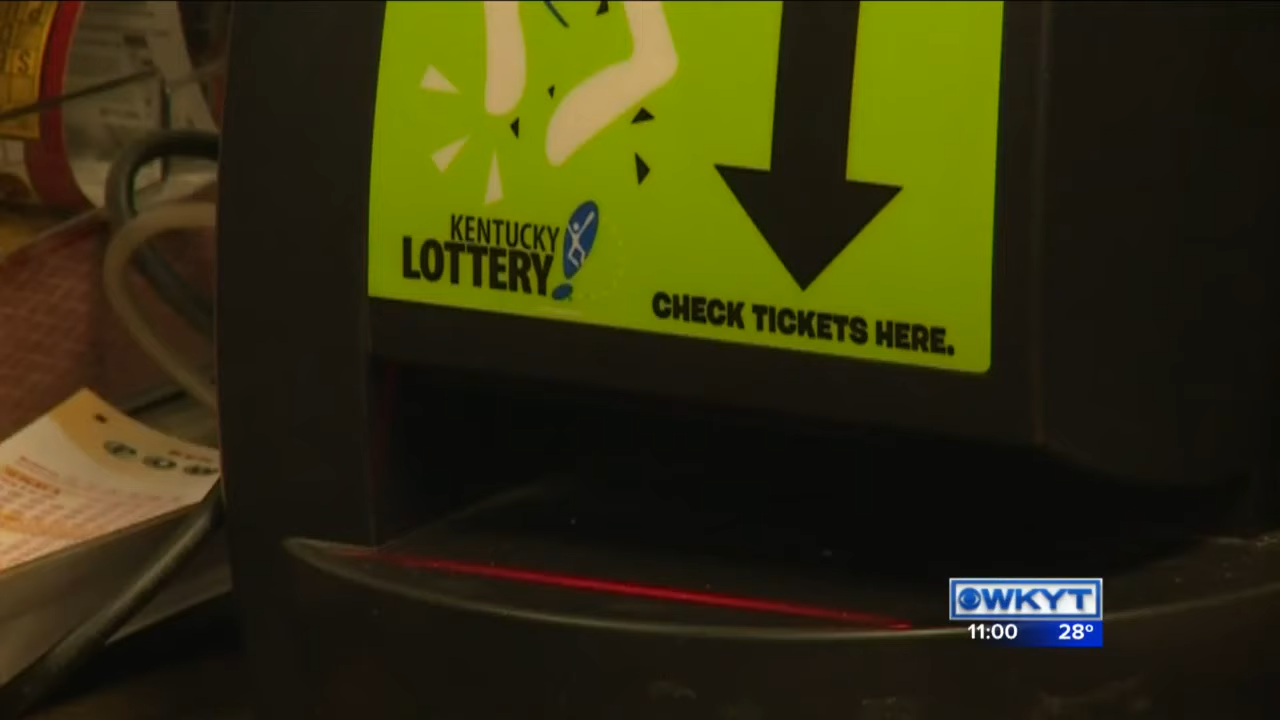 KENTUCKY
LOTTERY
CHECK TICKETS HERE.
WKYT
11:00 28°